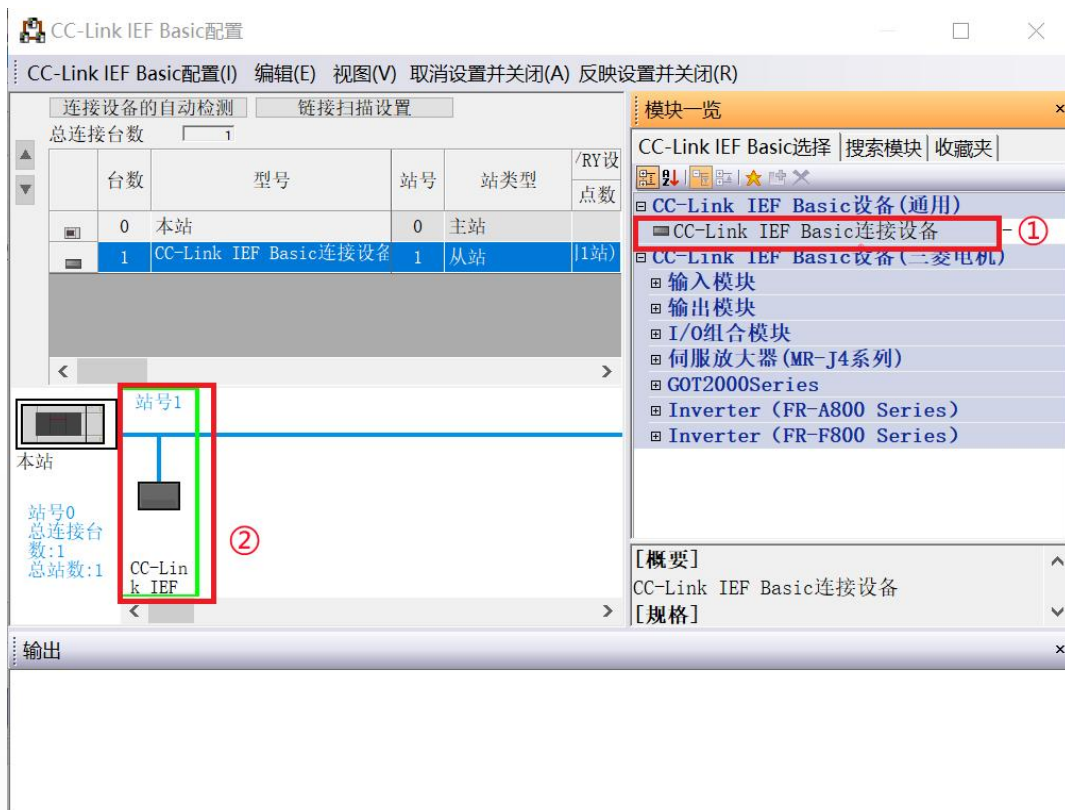 CC-Link IEF Basic配置
CC-Link IEF Basic配置(I) 编辑(E) 视图(V) 取消设置并关闭(A) 反映设置并关闭(R)
连接设备的自动检测 链接扫描设置
总连接台数 1
台数 型号 站号 站类型 /RY设
点数
0 本站 0 主站
1 CC-Link IEF Basic连接设备 1 从站 1站)
站号1
本站
站号0
总连接台
数:1
总站数:1
CC-Lin
k IEF
②
模块一览
CC-Link IEF Basic选择 搜索模块 收藏夹
CC-Link IEF Basic设备(通用)
CC-Link IEF Basic连接设备
①
CC-Link IEF Basic设备(三菱电机)
输入模块
输出模块
I/O组合模块
伺服放大器(MR-J4系列)
GOT2000Series
Inverter (FR-A800 Series)
Inverter (FR-F800 Series)
[概要]
CC-Link IEF Basic连接设备
[规格]
输出